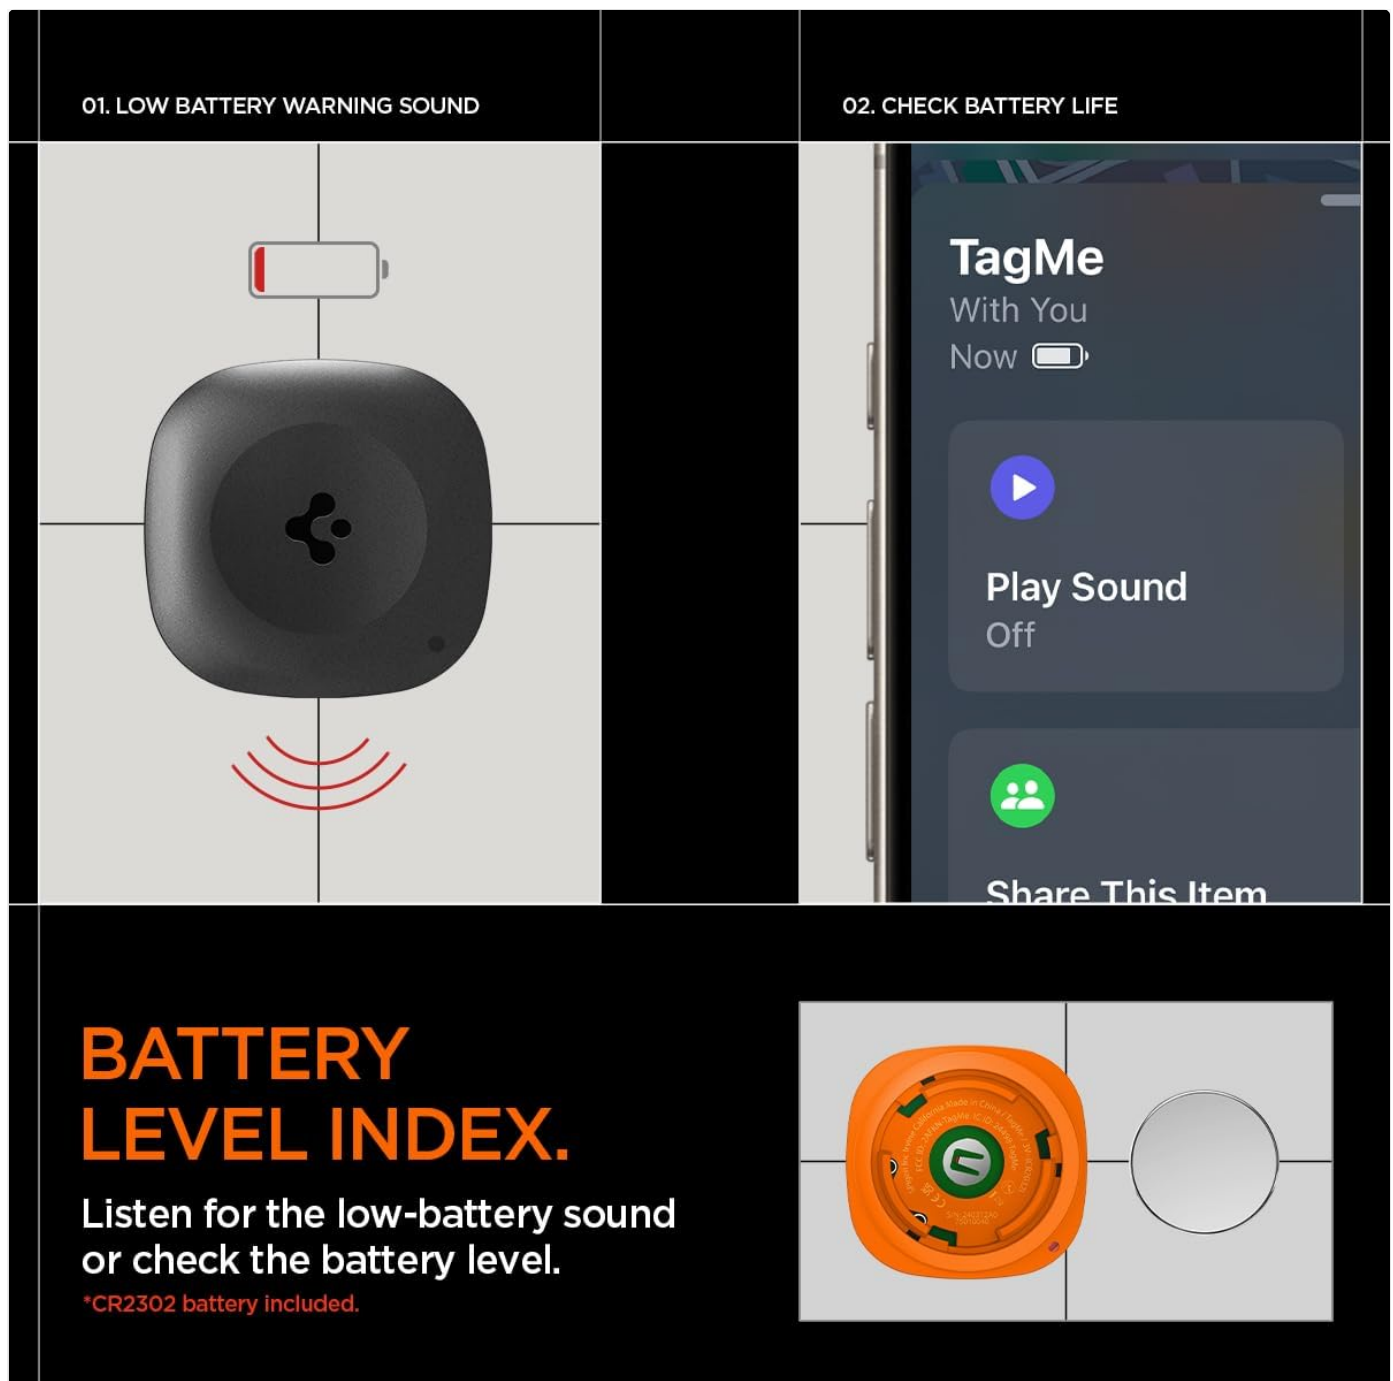 01. LOW BATTERY WARNING SOUND
02. CHECK BATTERY LIFE
TagMe
With You
Now
Play Sound
Off
Share This Item
BATTERY
LEVEL INDEX.
Listen for the low-battery sound
or check the battery level.
*CR2302 battery included.